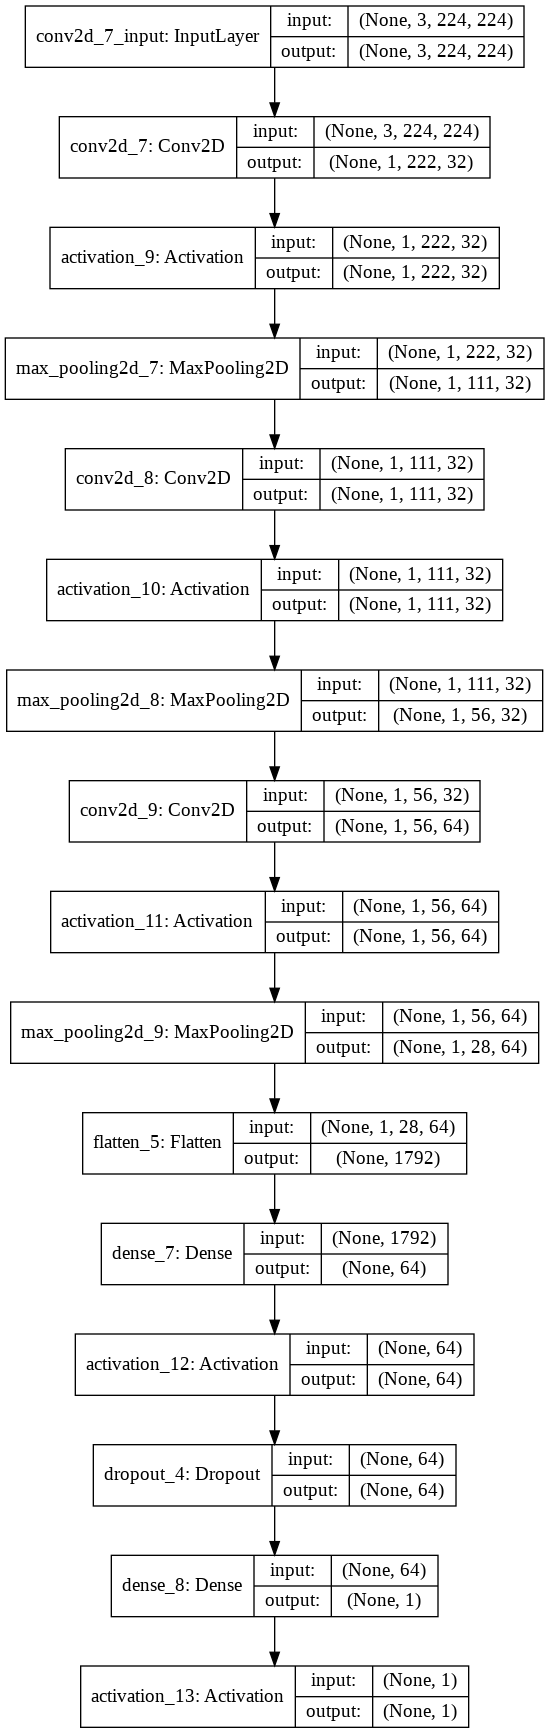 conv2d_7_input: InputLayer
input: (None, 3, 224, 224)
output: (None, 3, 224, 224)
conv2d_7: Conv2D
input: (None, 3, 224, 224)
output: (None, 1, 222, 32)
activation_9: Activation
input: (None, 1, 222, 32)
output: (None, 1, 222, 32)
max_pooling2d_7: MaxPooling2D
input: (None, 1, 222, 32)
output: (None, 1, 111, 32)
conv2d_8: Conv2D
input: (None, 1, 111, 32)
output: (None, 1, 111, 32)
activation_10: Activation
input: (None, 1, 111, 32)
output: (None, 1, 111, 32)
max_pooling2d_8: MaxPooling2D
input: (None, 1, 111, 32)
output: (None, 1, 56, 32)
conv2d_9: Conv2D
input: (None, 1, 56, 32)
output: (None, 1, 56, 64)
activation_11: Activation
input: (None, 1, 56, 64)
output: (None, 1, 56, 64)
max_pooling2d_9: MaxPooling2D
input: (None, 1, 56, 64)
output: (None, 1, 28, 64)
flatten_5: Flatten
input: (None, 1, 28, 64)
output: (None, 1792)
dense_7: Dense
input: (None, 1792)
output: (None, 64)
activation_12: Activation
input: (None, 64)
output: (None, 64)
dropout_4: Dropout
input: (None, 64)
output: (None, 64)
dense_8: Dense
input: (None, 64)
output: (None, 1)
activation_13: Activation
input: (None, 1)
output: (None, 1)